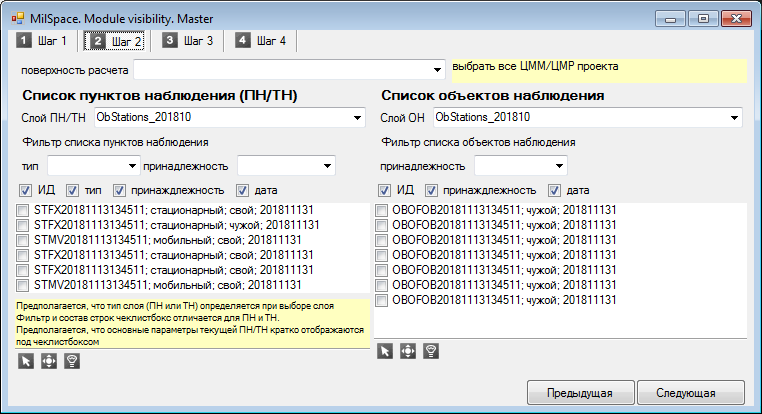 MilSpace. Module visibility. Master
1 Шаг 1 2 Шаг 2 3 Шаг 3 4 Шаг 4
поверхность расчета
выбрать все ЦММ/ЦМР проекта
Список пунктов наблюдения (ПН/ТН)
Слой ПН/ТН ObStations_201810
Фильтр списка пунктов наблюдения
тип принадлежность
ИД тип принаждлежность дата
STFX20181113134511; стационарный; свой; 201811131
STFX20181113134511; стационарный; чужой; 201811131
STMV20181113134511; мобильный; свой; 201811131
STFX20181113134511; стационарный; свой; 201811131
STFX20181113134511; стационарный; свой; 201811131
STMV20181113134511; мобильный; свой; 201811131
Предполагается, что тип слоя (ПН или ТН) определяется при выборе слоя
Фильтр и состав строк чеклистбокс отличается для ПН и ТН.
Предполагается, что основные параметры текущей ПН/ТН кратко отображаются
под чеклистбоксом
Список объектов наблюдения
Слой ОН ObStations_201810
Фильтр списка объектов наблюдения
принадлежность
ИД принаждлежность дата
OBOFOB20181113134511; чужой; 201811131
OBOFOB20181113134511; чужой; 201811131
OBOFOB20181113134511; чужой; 201811131
OBOFOB20181113134511; чужой; 201811131
OBOFOB20181113134511; чужой; 201811131
OBOFOB20181113134511; чужой; 201811131
OBOFOB20181113134511; чужой; 201811131
Предыдущая Следующая